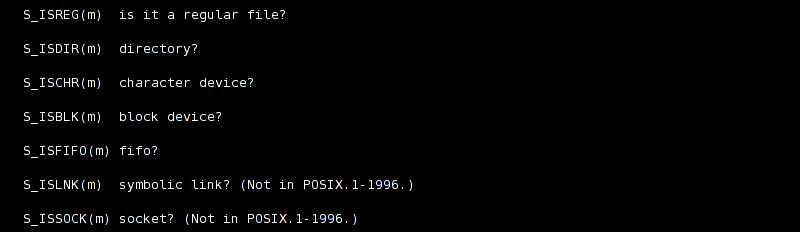 S_ISREG(m)  is it a regular file?
S_ISDIR(m)  directory?
S_ISCHR(m)  character device?
S_ISBLK(m)  block device?
S_ISFIFO(m) fifo?
S_ISLNK(m)  symbolic link? (Not in POSIX.1-1996.)
S_ISSOCK(m) socket? (Not in POSIX.1-1996.)